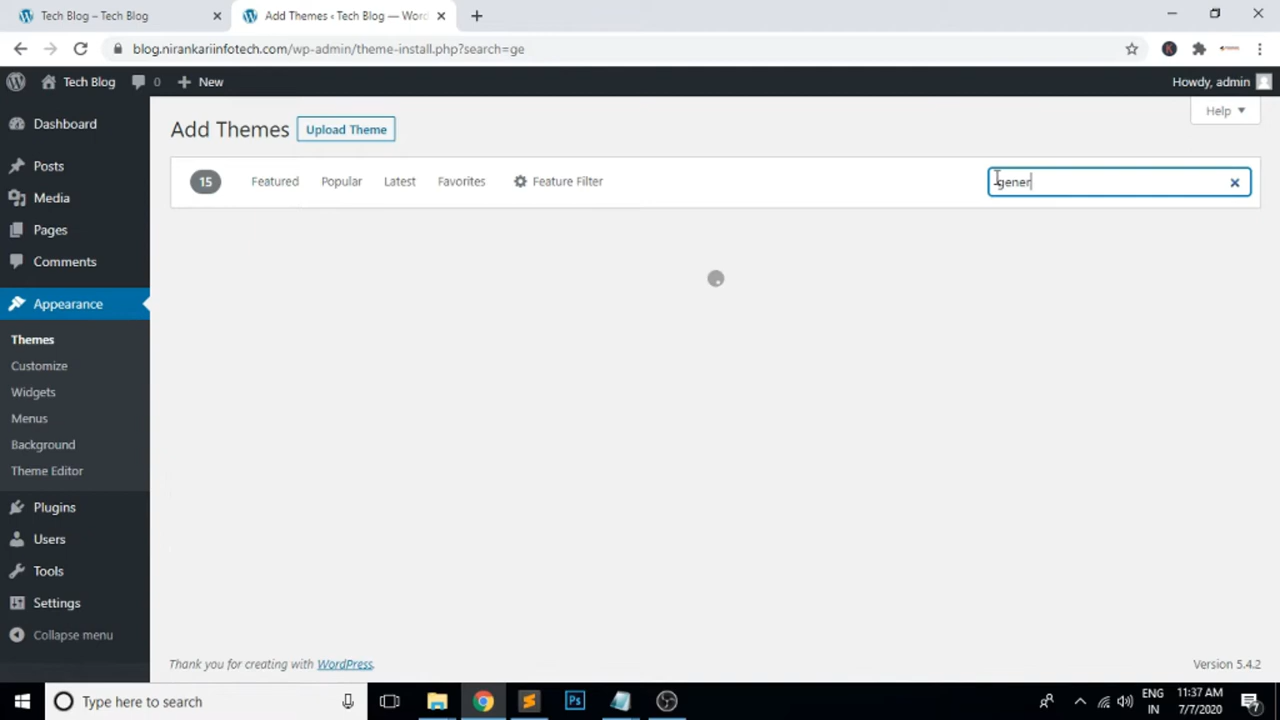 Tech Blog – Tech Blog
Add Themes ‹ Tech Blog — Wor
blog.nirankariinfotech.com/wp-admin/theme-install.php?search=ge
Tech Blog
0
New
Howdy, admin
Help
Dashboard
Posts
Media
Pages
Comments
Appearance
Themes
Customize
Widgets
Menus
Background
Theme Editor
Plugins
Users
Tools
Settings
Collapse menu
Add Themes
Upload Theme
15
Featured
Popular
Latest
Favorites
Feature Filter
gener
Thank you for creating with WordPress.
Version 5.4.2
Type here to search
Ps
ENG
IN
11:37 AM
7/7/2020
7